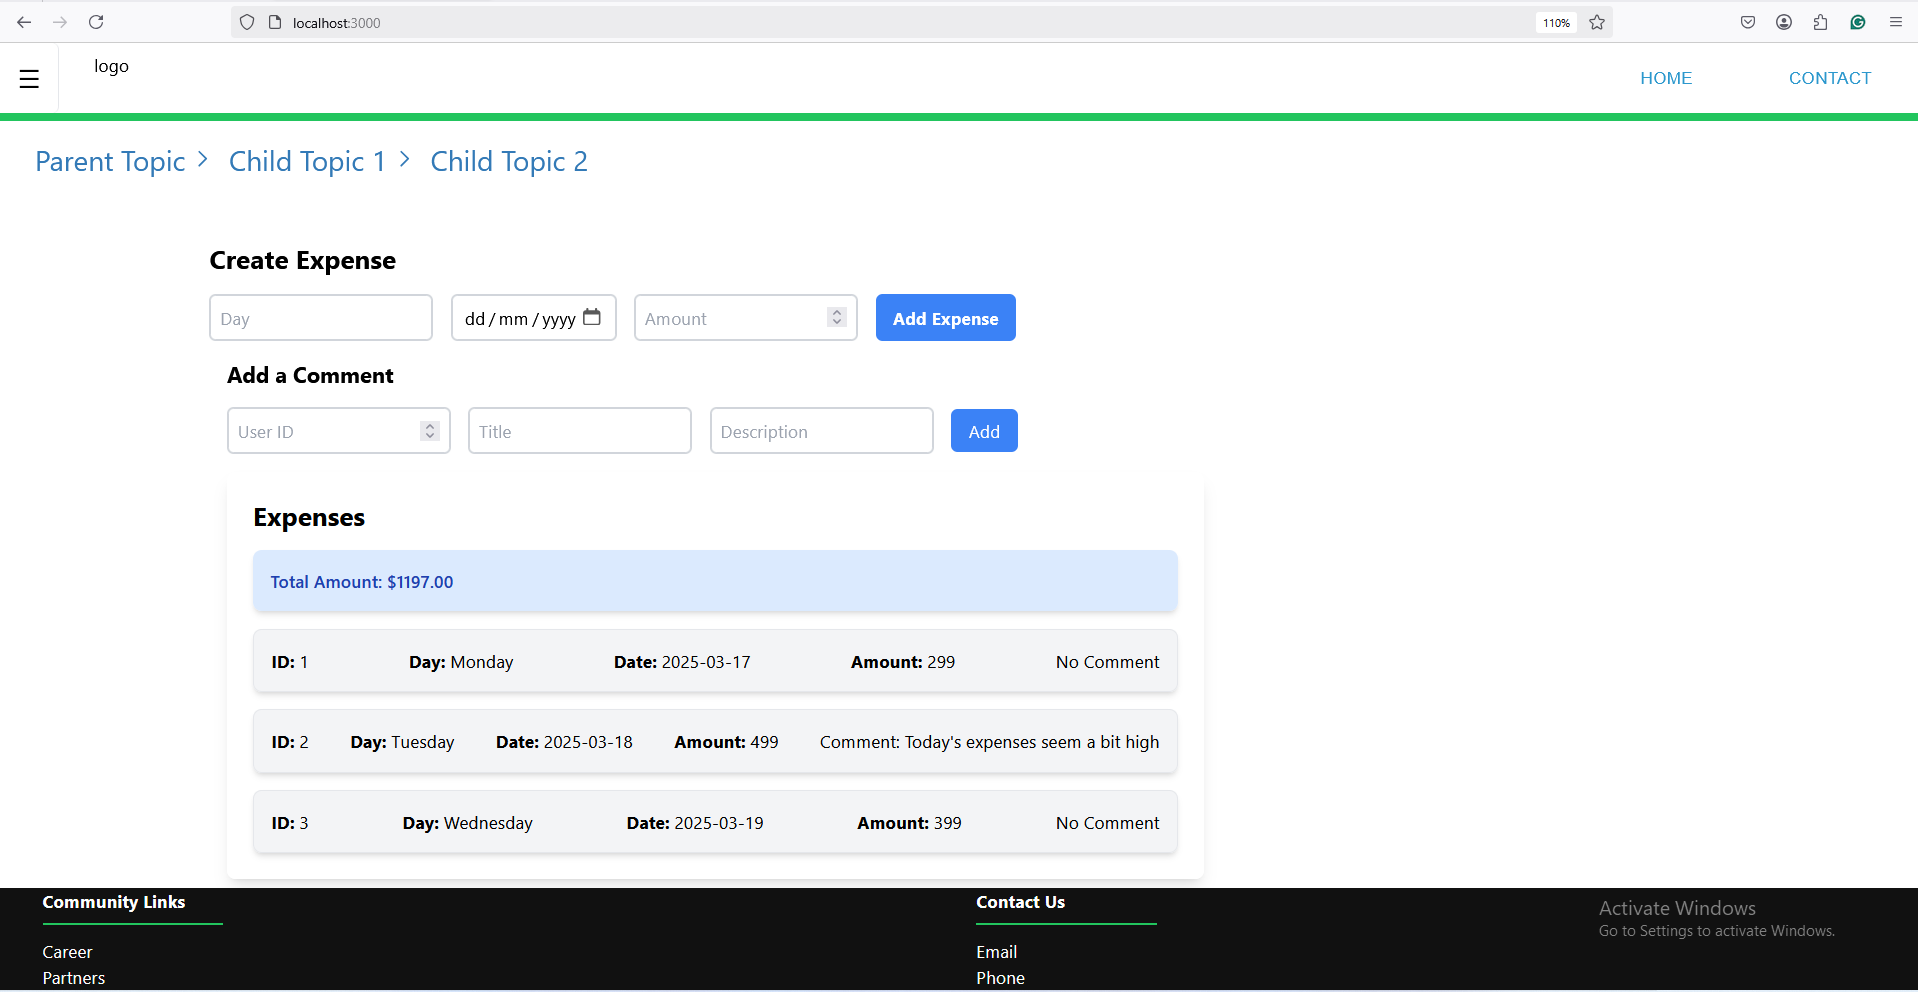 localhost:3000 110%
logo HOME CONTACT
Parent Topic > Child Topic 1 > Child Topic 2
Create Expense
Day dd/mm/yyyy Amount Add Expense
Add a Comment
User ID Title Description Add
Expenses
Total Amount: $1197.00
ID: 1 Day: Monday Date: 2025-03-17 Amount: 299 No Comment
ID: 2 Day: Tuesday Date: 2025-03-18 Amount: 499 Comment: Today's expenses seem a bit high
ID: 3 Day: Wednesday Date: 2025-03-19 Amount: 399 No Comment
Community Links
Career
Partners
Contact Us
Email
Phone
Activate Windows
Go to Settings to activate Windows.